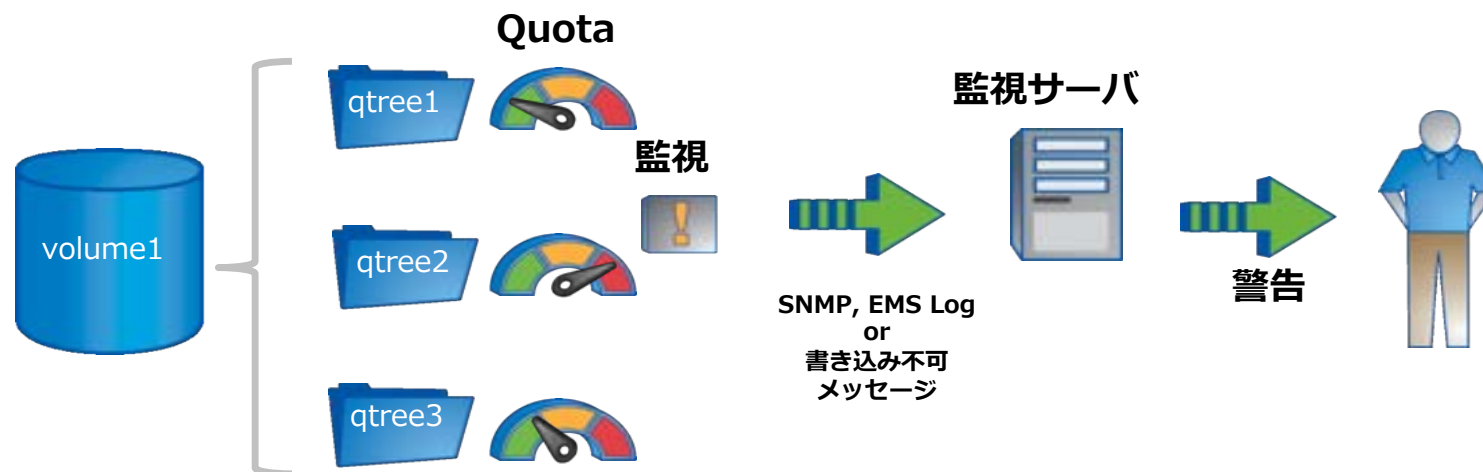 Quota
監視サーバ
qtree1
監視
volume1
qtree2
SNMP, EMS Log
or
書き込み不可
メッセージ
警告
qtree3